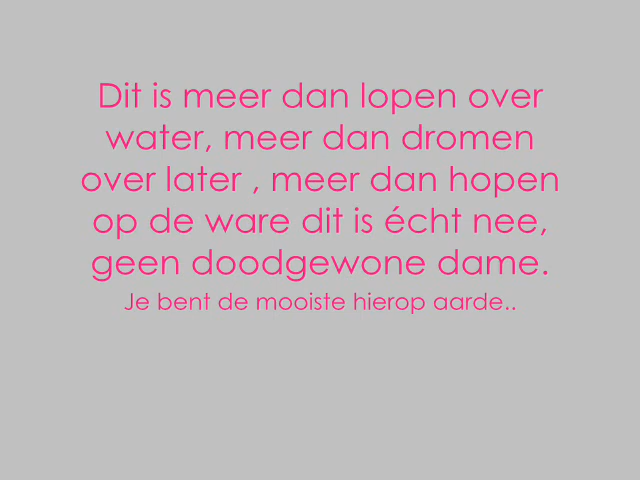 Dit is meer dan lopen over
water, meer dan dromen
over later , meer dan hopen
op de ware dit is écht nee,
geen doodgewone dame.
Je bent de mooiste hierop aarde..